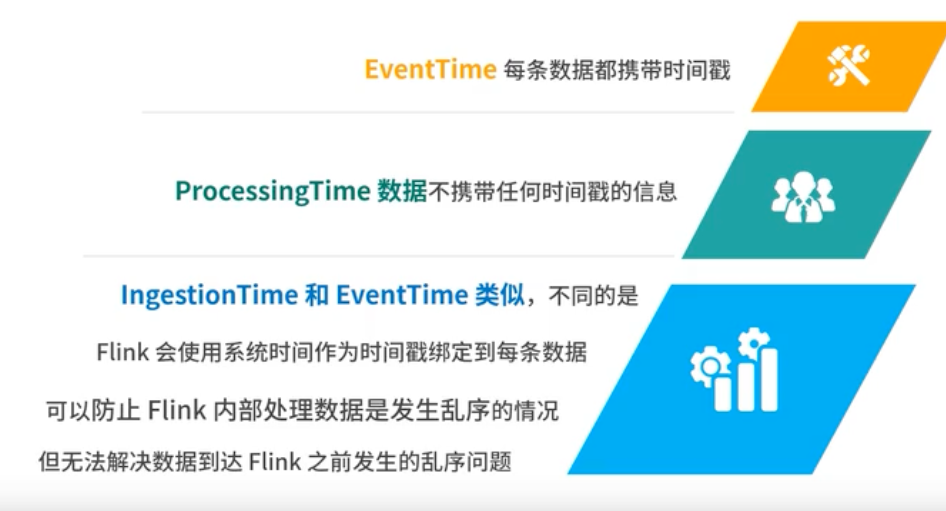 EventTime 每条数据都携带时间戳
ProcessingTime 数据不携带任何时间戳的信息
IngestionTime 和 EventTime 类似，不同的是
Flink 会使用系统时间作为时间戳绑定到每条数据
可以防止 Flink 内部处理数据是发生乱序的情况
但无法解决数据到达 Flink 之前发生的乱序问题